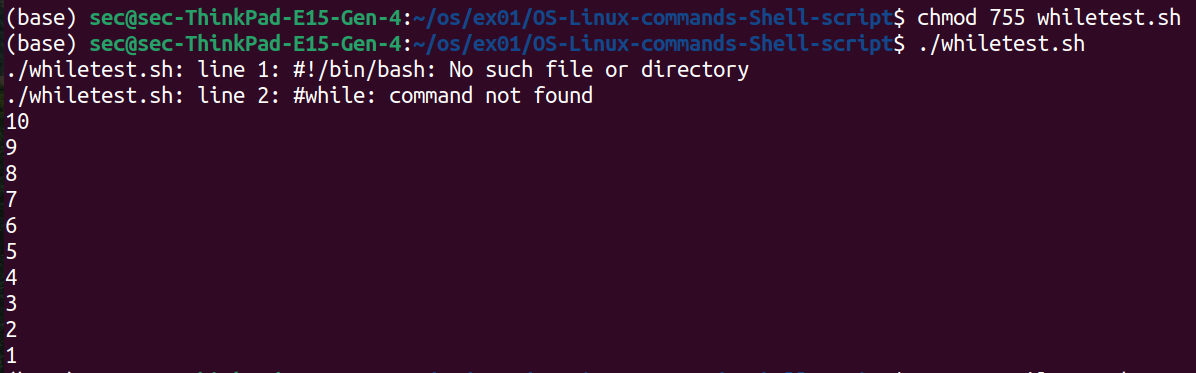 (base) sec@sec-ThinkPad-E15-Gen-4:~/os/ex01/OS-Linux-commands-Shell-script$ chmod 755 whiletest.sh
(base) sec@sec-ThinkPad-E15-Gen-4:~/os/ex01/OS-Linux-commands-Shell-script$ ./whiletest.sh
./whiletest.sh: line 1: #!/bin/bash: No such file or directory
./whiletest.sh: line 2: #while: command not found
10
9
8
7
6
5
4
3
2
1